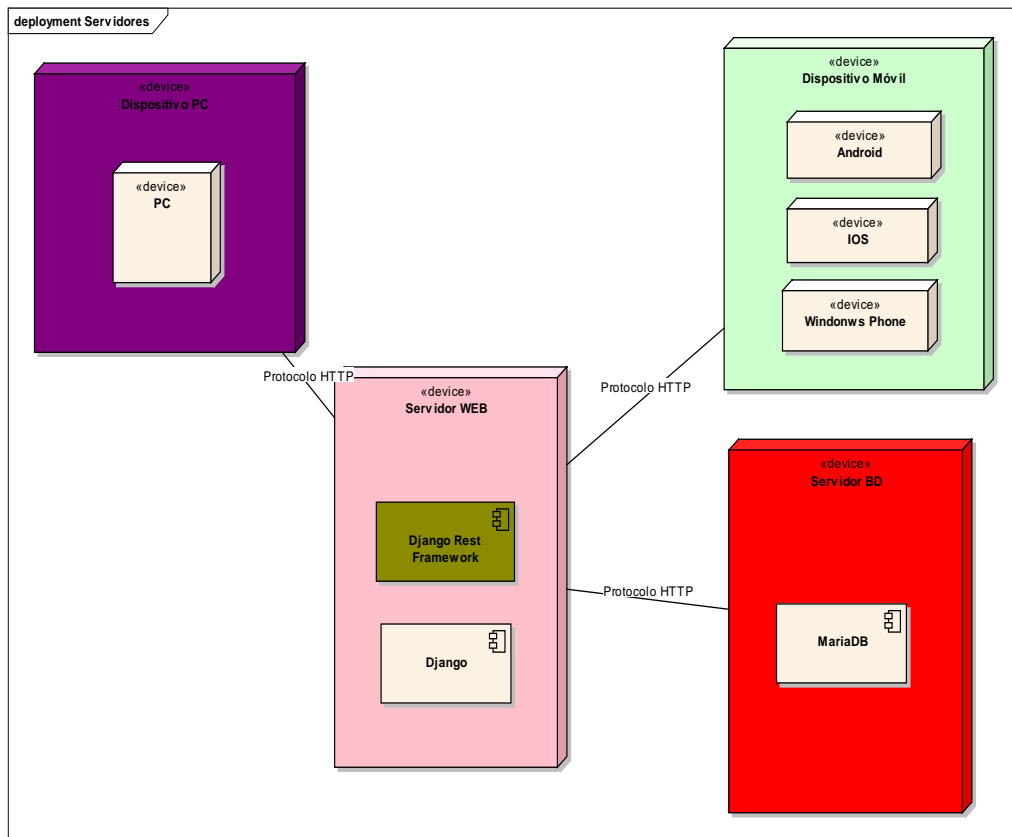 deployment Servidores
«device»
Dispositivo PC
«device»
PC
«device»
Dispositivo Móvil
«device»
Android
«device»
IOS
«device»
Windonws Phone
Protocolo HTTP
Protocolo HTTP
«device»
Servidor WEB
Django Rest
Framework
Django
Protocolo HTTP
«device»
Servidor BD
MariaDB